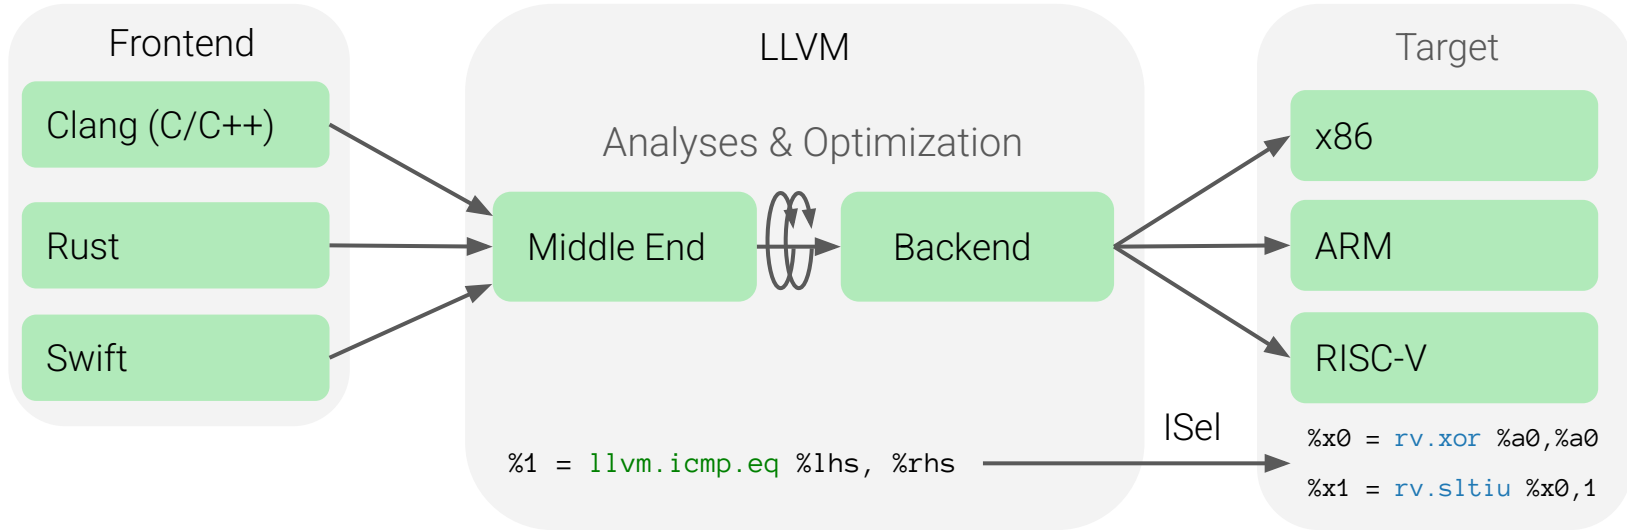 Frontend
Clang (C/C++)
Rust
Swift
LLVM
Analyses & Optimization
Middle End
Backend
%1 = llvm.icmp.eq %lhs, %rhs
ISel
Target
x86
ARM
RISC-V
%x0 = rv.xor %a0,%a0
%x1 = rv.sltiu %x0,1